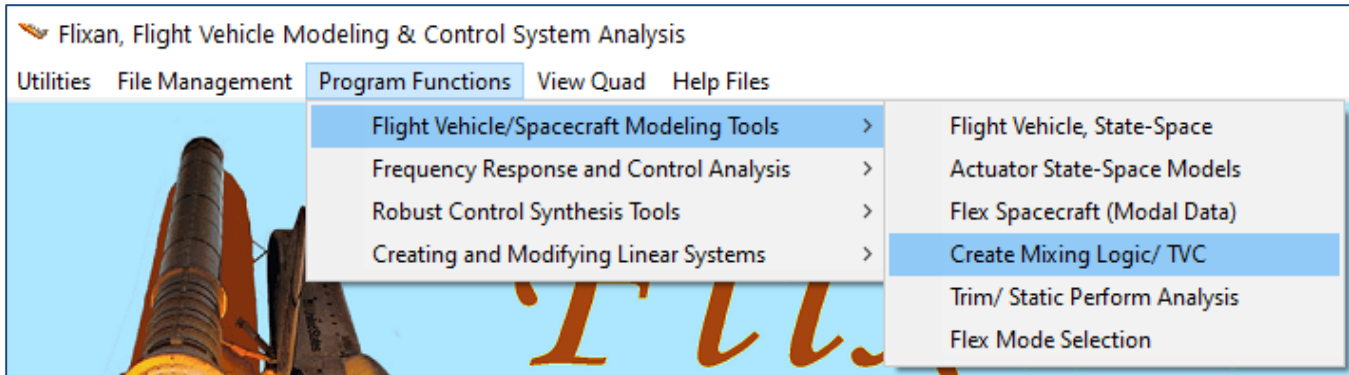 Flixan, Flight Vehicle Modeling & Control System Analysis
Utilities File Management Program Functions View Quad Help Files
Flight Vehicle/Spacecraft Modeling Tools >
Frequency Response and Control Analysis >
Robust Control Synthesis Tools >
Creating and Modifying Linear Systems >
Flight Vehicle, State-Space
Actuator State-Space Models
Flex Spacecraft (Modal Data)
Create Mixing Logic/ TVC
Trim/ Static Perform Analysis
Flex Mode Selection